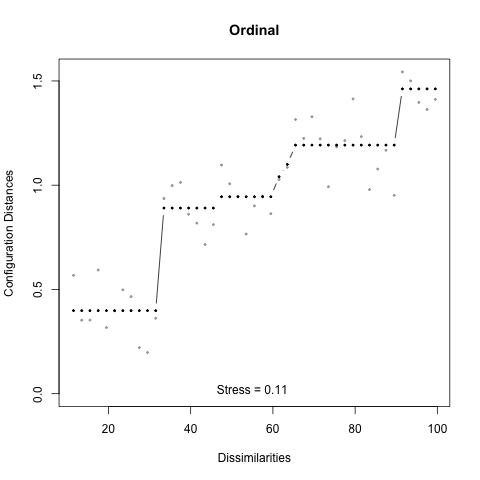 Ordinal
Configuration Distances
1.5
1.0
0.5
0.0
Stress = 0.11
20 40 60 80 100
Dissimilarities